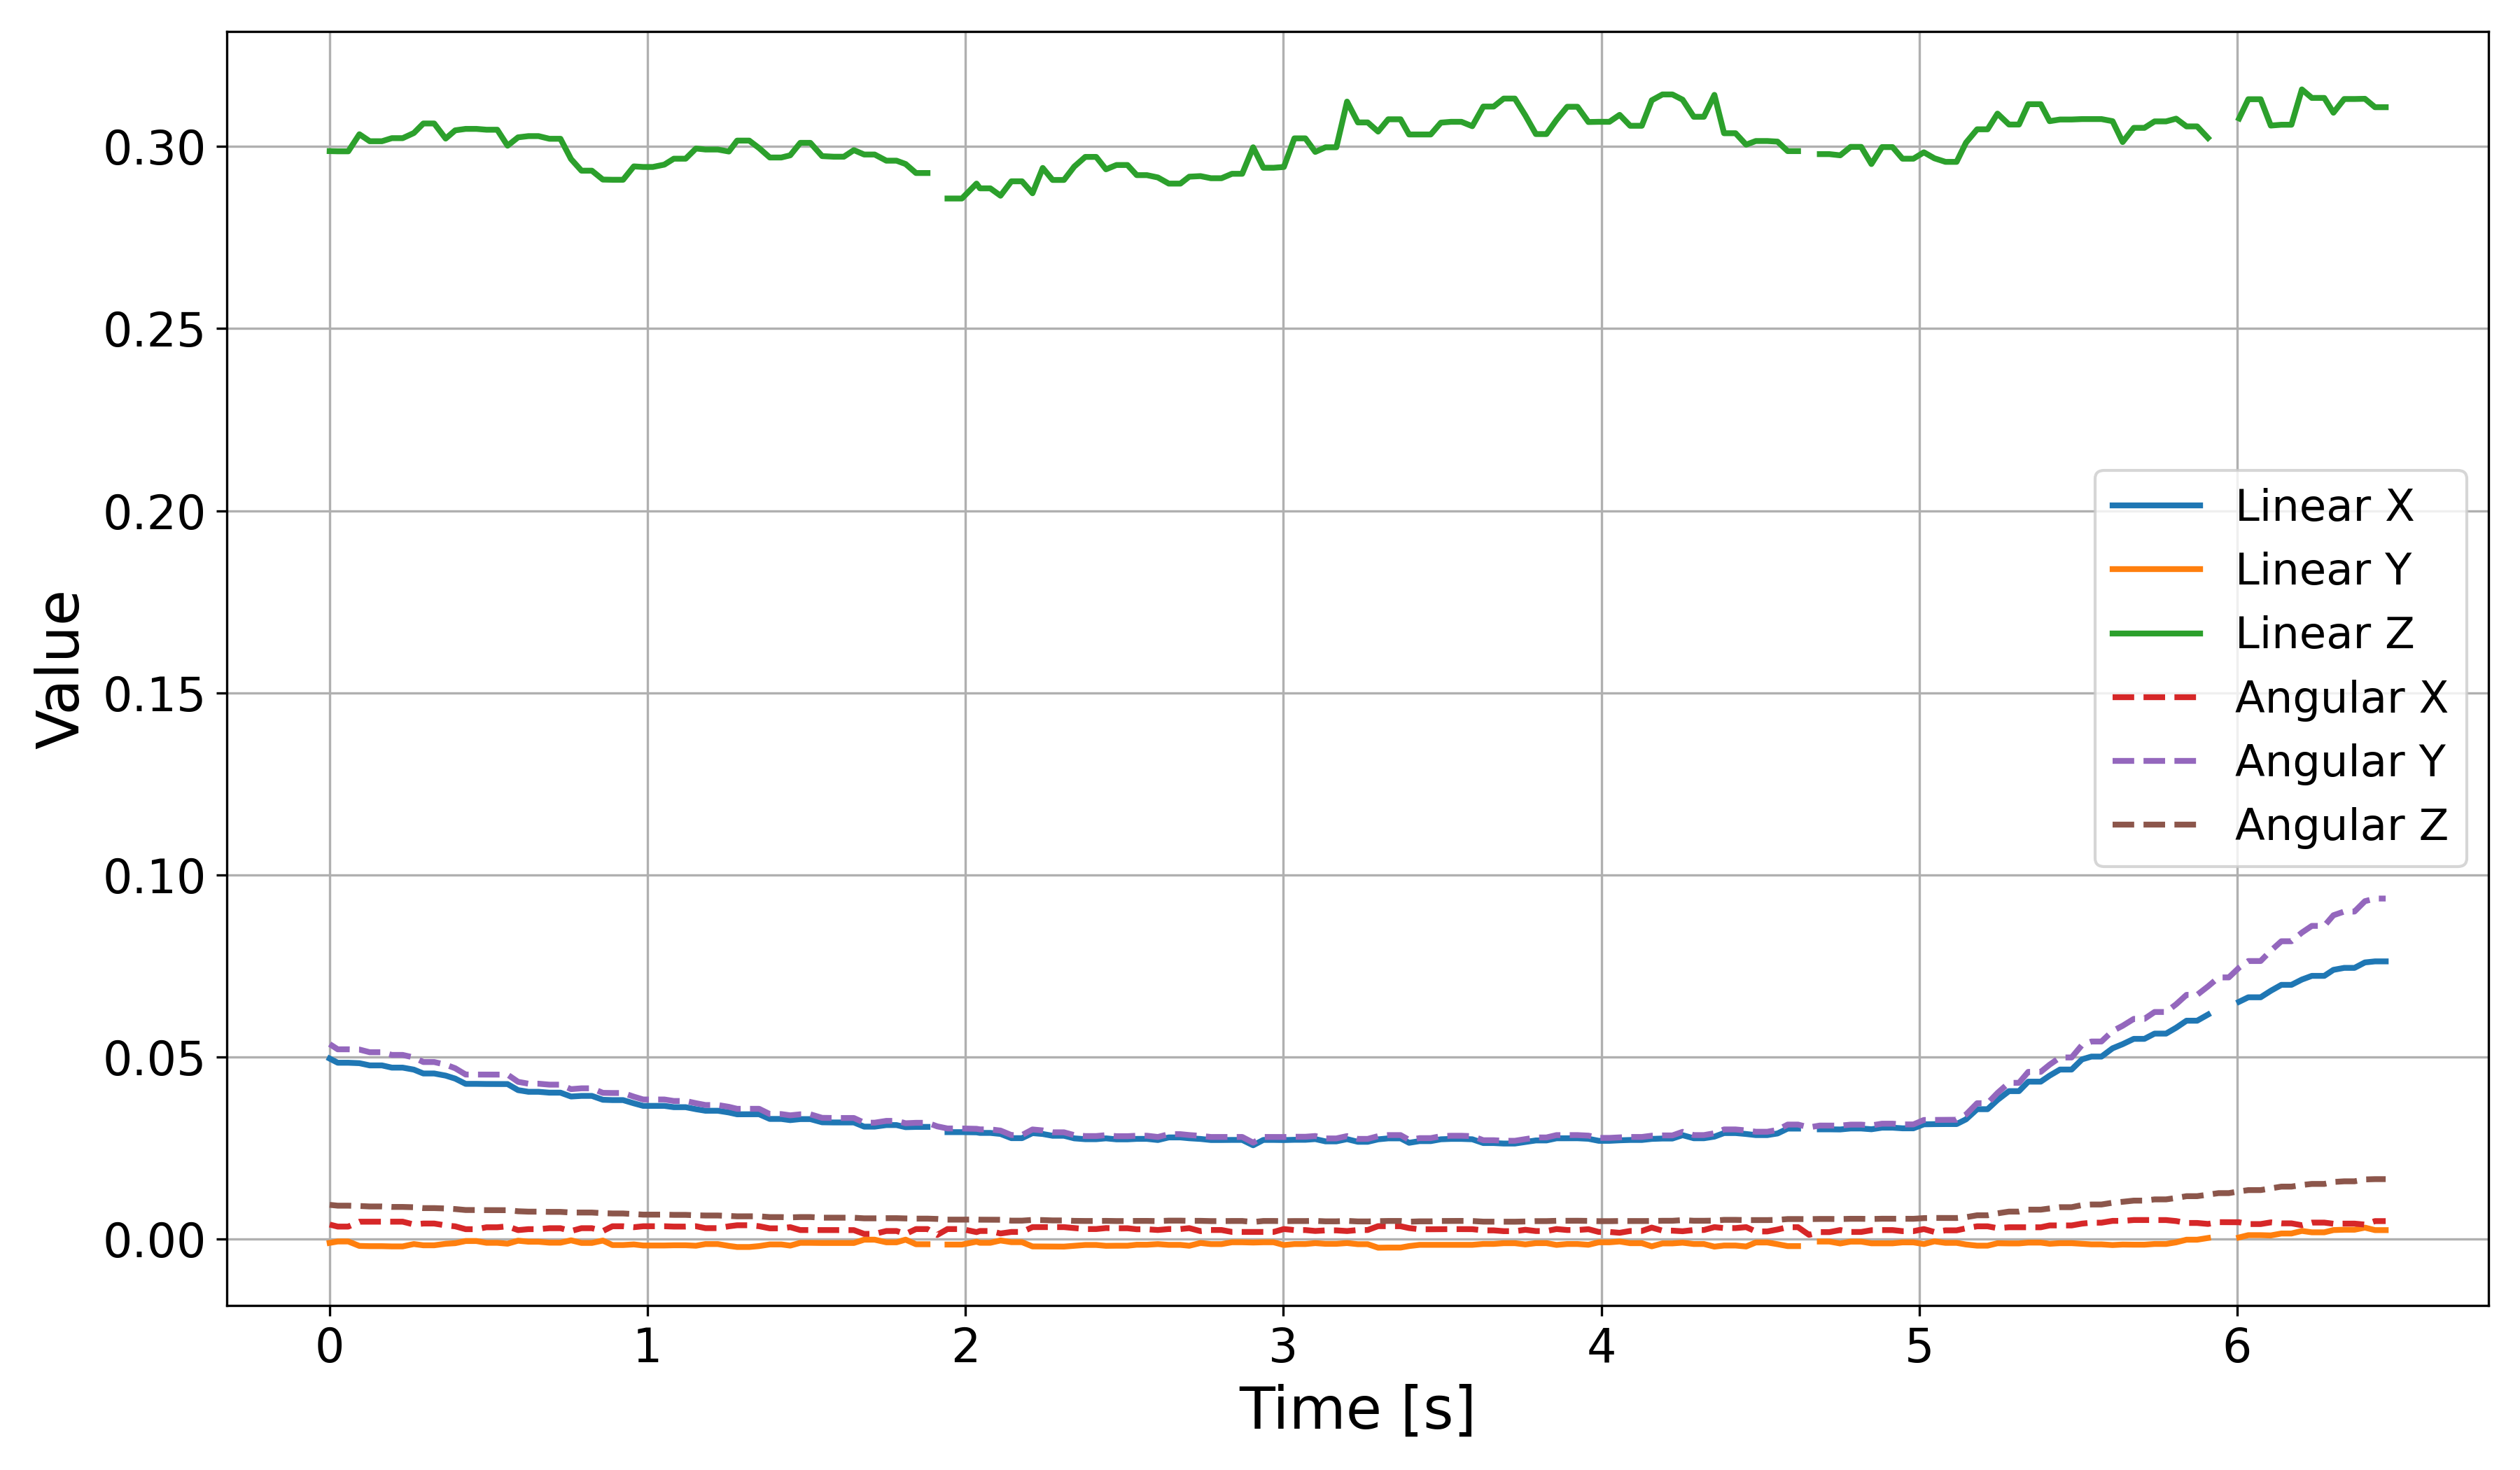 0.30
0.25
0.20
0.15
0.10
0.05
0.00
Value
Linear X
Linear Y
Linear Z
Angular X
Angular Y
Angular Z
0 1 2 3 4 5 6
Time [s]